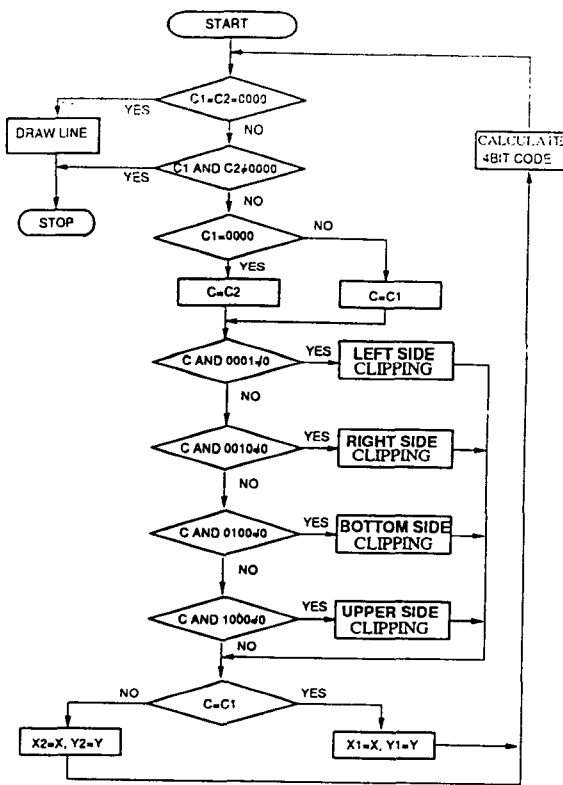 START
C1=C2=0000
YES
NO
DRAW LINE
CALCULATE
4BIT CODE
C1 AND C2≠0000
YES
NO
STOP
C1=0000
NO
YES
C=C2
C=C1
C AND 0001≠0
YES
LEFT SIDE
CLIPPING
NO
C AND 0010≠0
YES
RIGHT SIDE
CLIPPING
NO
C AND 0100≠0
YES
BOTTOM SIDE
CLIPPING
NO
C AND 1000≠0
YES
UPPER SIDE
CLIPPING
NO
C=C1
NO
YES
X2=X, Y2=Y
X1=X, Y1=Y